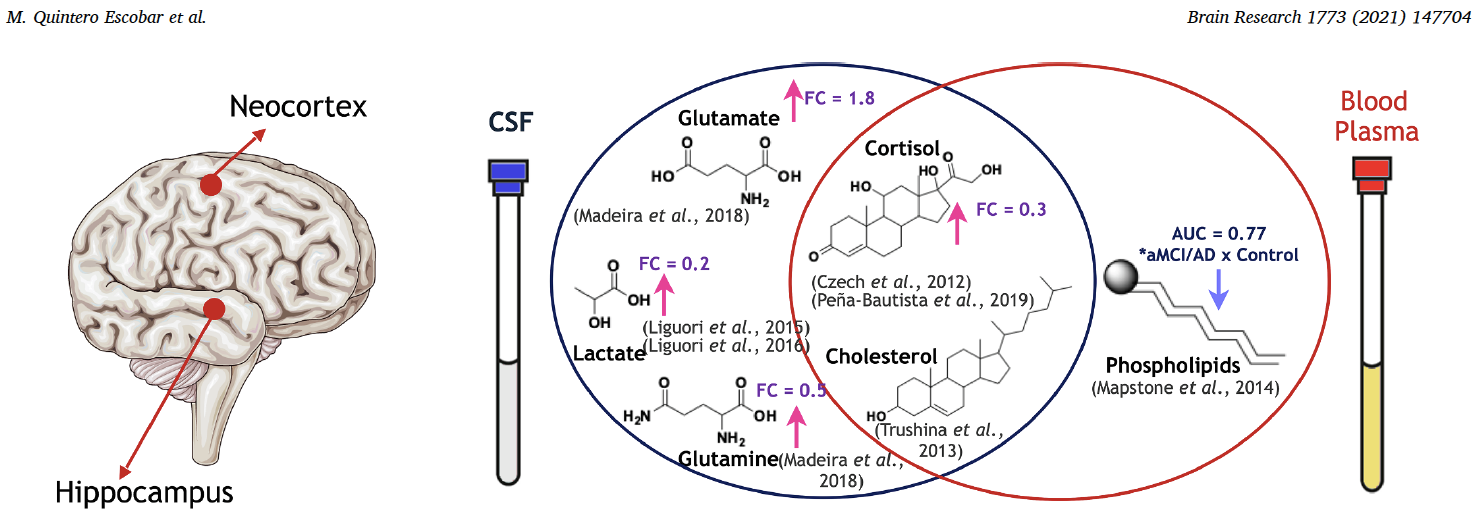 M. Quintero Escobar et al.
Brain Research 1773 (2021) 147704
Neocortex
Hippocampus
CSF
Glutamate
FC = 1.8
O
O
HO
OH
NH2
(Madeira et al., 2018)
FC = 0.2
O
OH
OH
Lactate
(Liguori et al., 2015)
(Liguori et al., 2016)
O
O
FC = 0.5
H2N
OH
NH2
Glutamine
(Madeira et al.,
2018)
Cortisol
O
HO
OH
HO
FC = 0.3
O
(Czech et al., 2012)
(Peña-Bautista et al., 2019)
Cholesterol
HO
(Trushina et al.,
2013)
AUC = 0.77
*aMCI/AD x Control
Phospholipids
(Mapstone et al., 2014)
Blood
Plasma